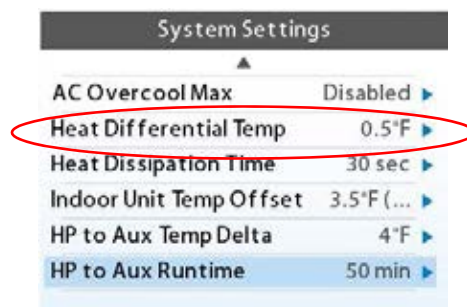 System Settings
AC Overcool Max Disabled
Heat Differential Temp 0.5°F
Heat Dissipation Time 30 sec
Indoor Unit Temp Offset 3.5°F (...
HP to Aux Temp Delta 4°F
HP to Aux Runtime 50 min